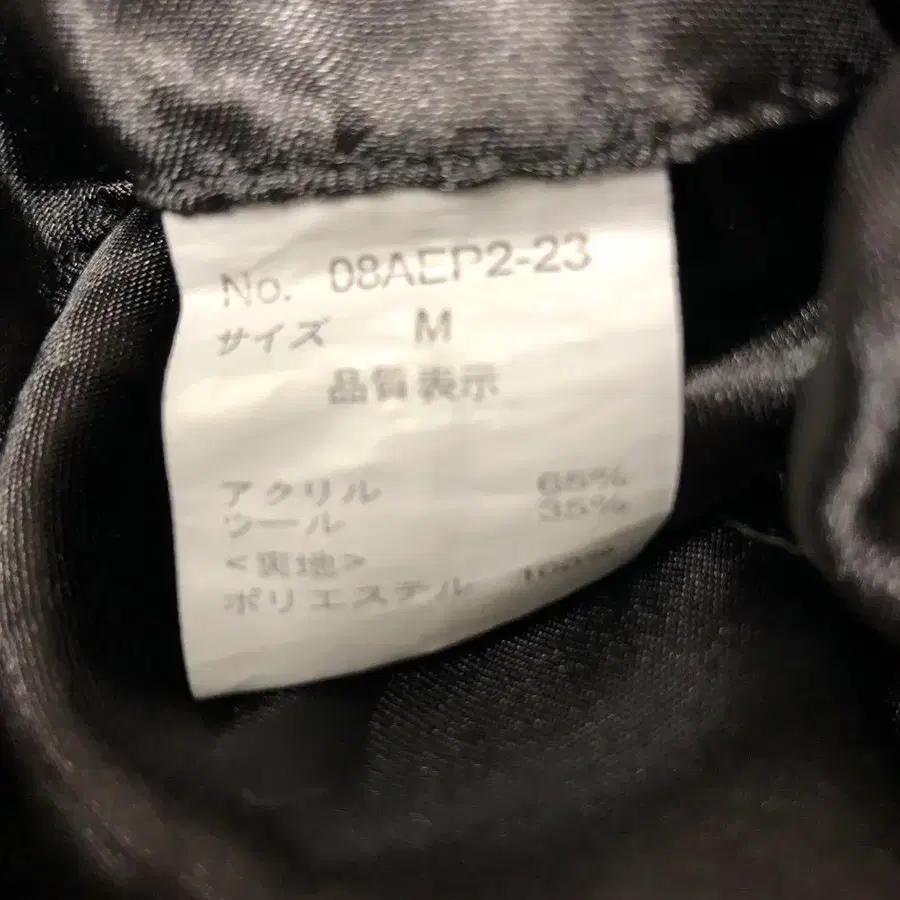 No. 08AEP2-23
サイズ M
品質表示
アクリル 65%
ウール 35%
<裏地>
ポリエステル 100%